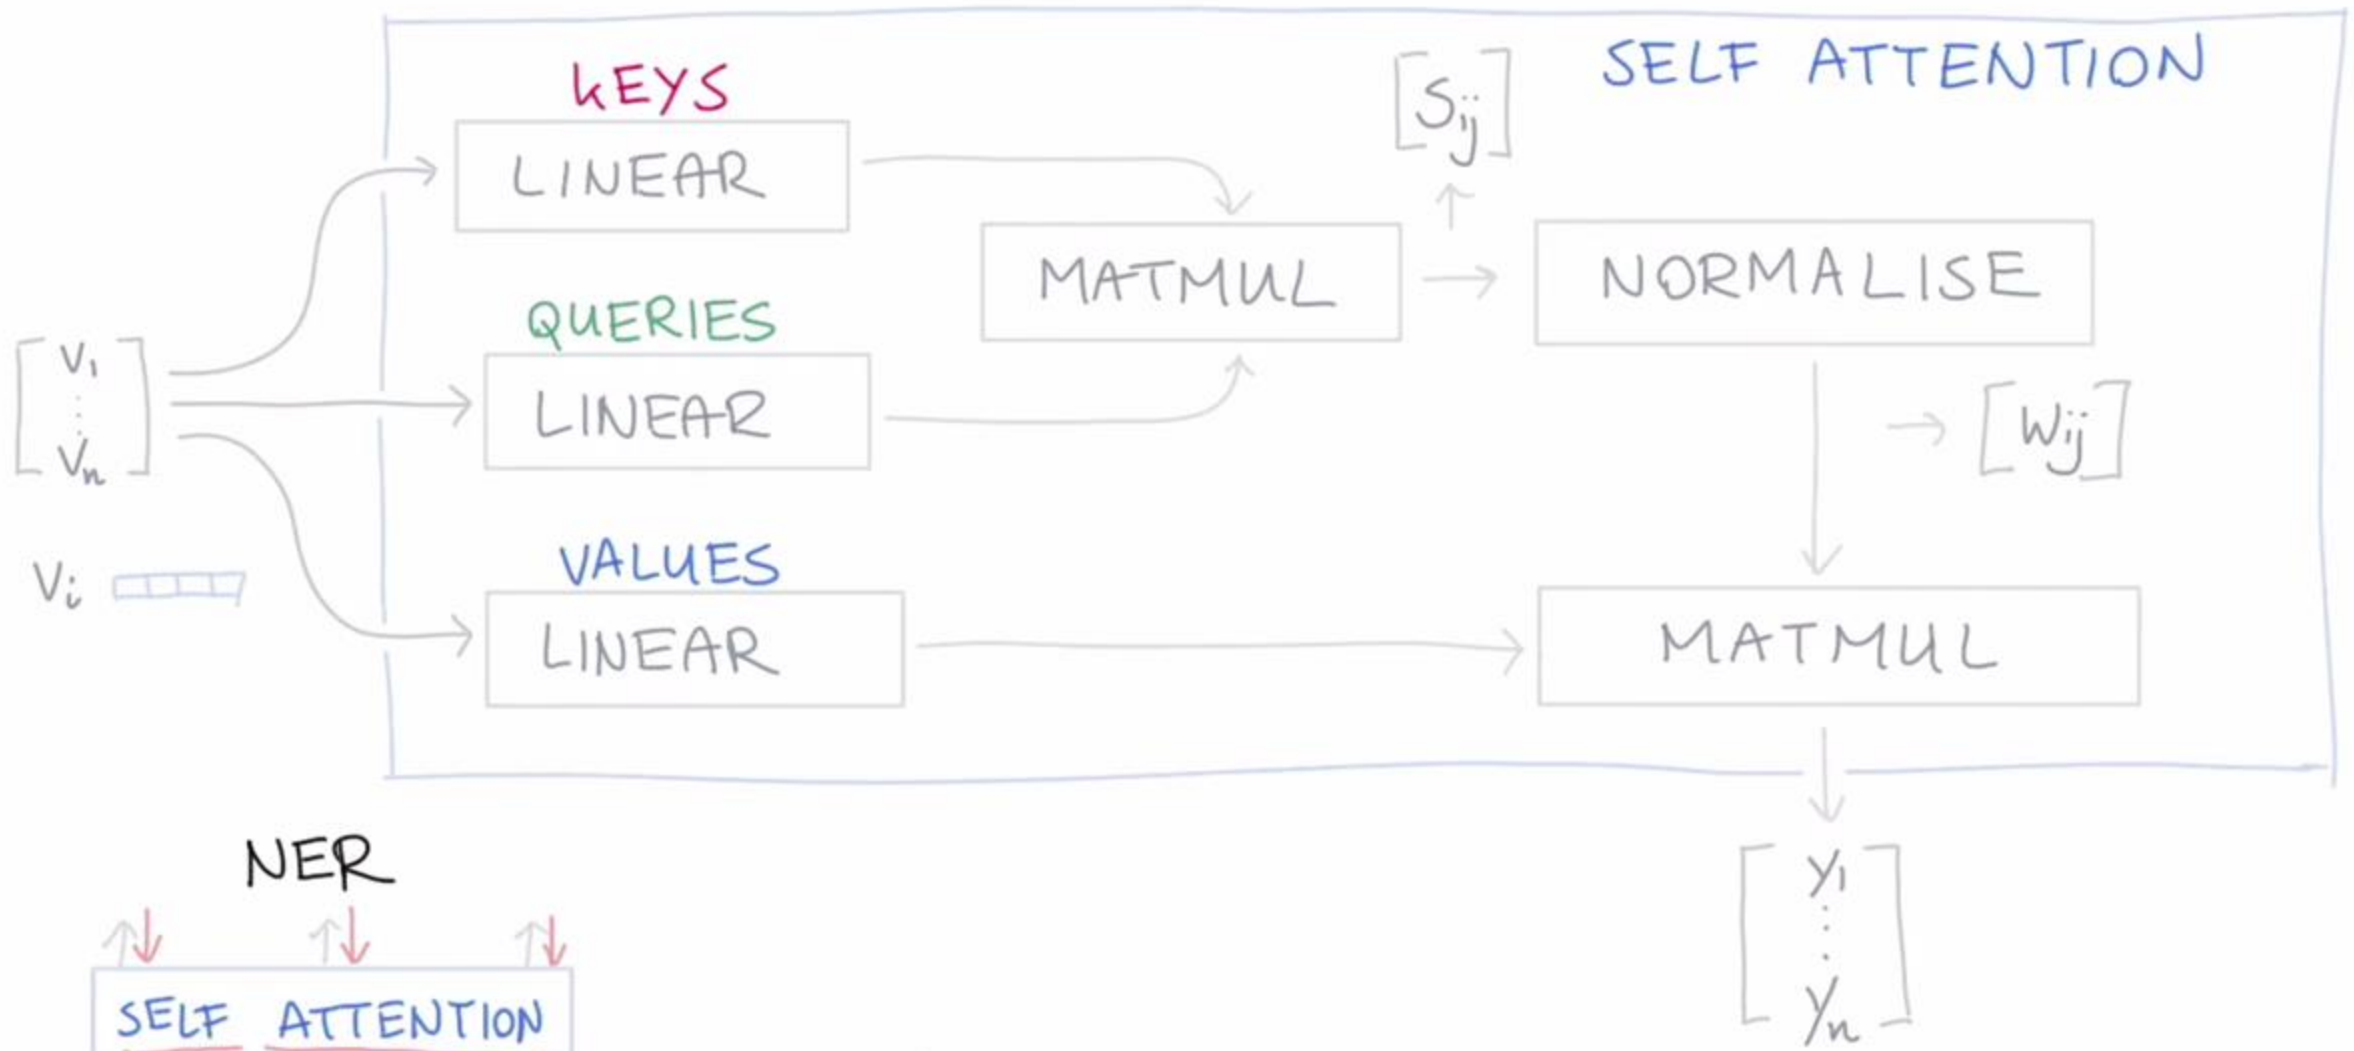 SELF ATTENTION
[Sij]
KEYS
LINEAR
MATMUL
NORMALISE
QUERIES
LINEAR
V1
⋮
Vn
[Wij]
Vi
VALUES
LINEAR
MATMUL
NER
SELF ATTENTION
y1
⋮
yn